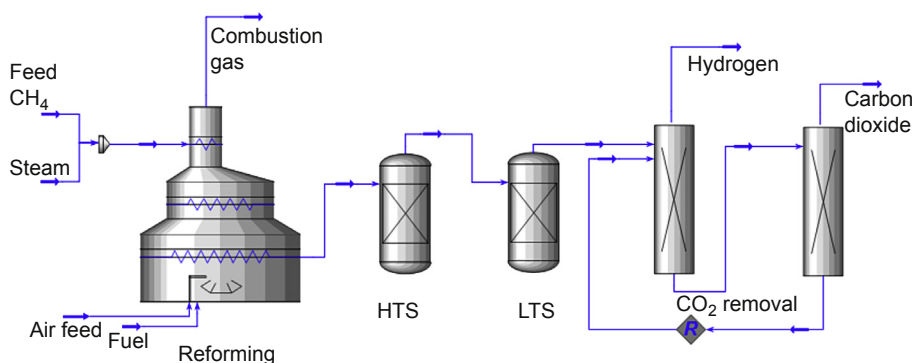 Combustion
gas
Feed
CH₄
Steam
Air feed
Fuel
Reforming
HTS
LTS
Hydrogen
Carbon
dioxide
CO₂ removal
R